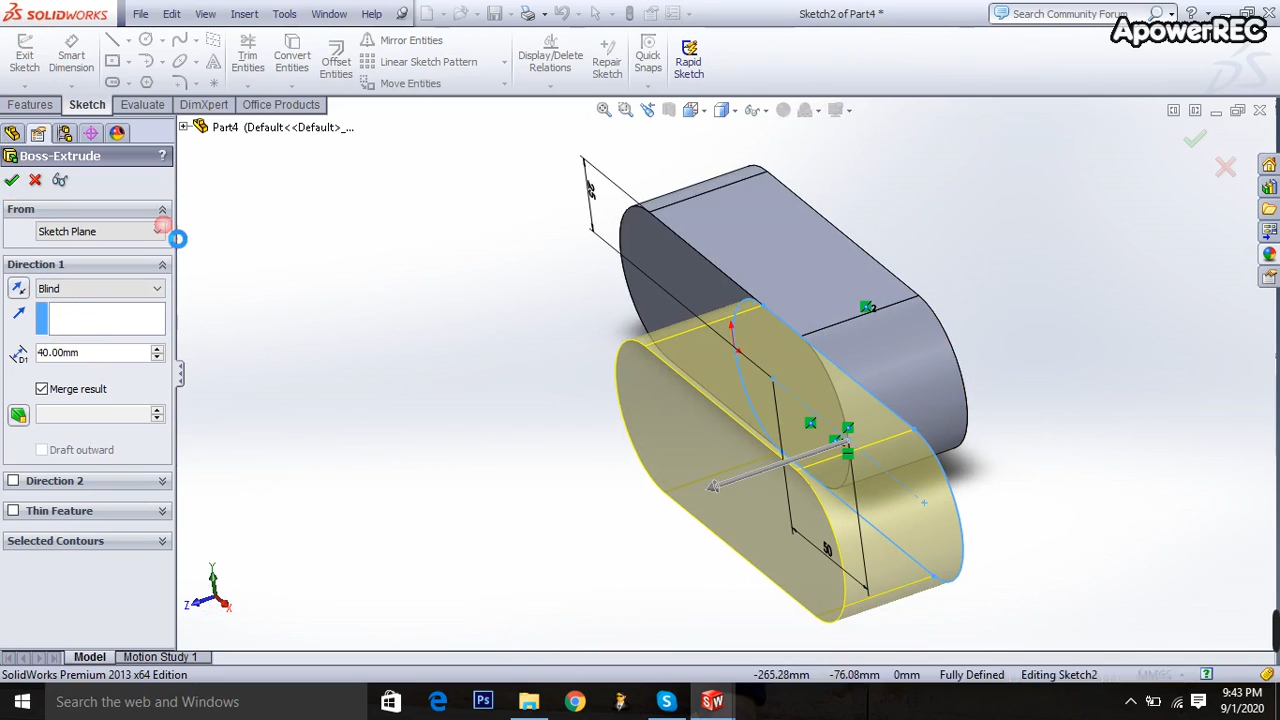 SOLIDWORKS
File Edit View Insert Tools Window Help
Sketch2 of Part4 *
Search Community Forum
ApowerREC
Exit Sketch
Smart Dimension
Trim Entities
Convert Entities
Offset Entities
Mirror Entities
Linear Sketch Pattern
Move Entities
Display/Delete Relations
Repair Sketch
Quick Snaps
Rapid Sketch
Features Sketch Evaluate DimXpert Office Products
Part4 (Default<<Default>_...
Boss-Extrude ?
From
Sketch Plane
Direction 1
Blind
D1 40.00mm
Merge result
Draft outward
Direction 2
Thin Feature
Selected Contours
25
2
50
Y
Z X
Model Motion Study 1
SolidWorks Premium 2013 x64 Edition -265.28mm -76.08mm 0mm Fully Defined Editing Sketch2 MMGS
Search the web and Windows
9:43 PM
9/1/2020